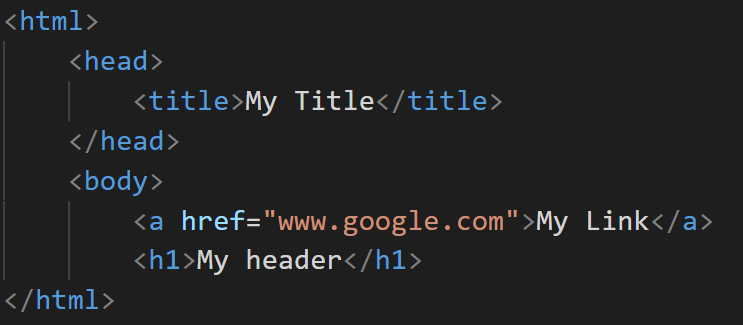 <html>
<head>
<title>My Title</title>
</head>
<body>
<a href="www.google.com">My Link</a>
<h1>My header</h1>
</html>